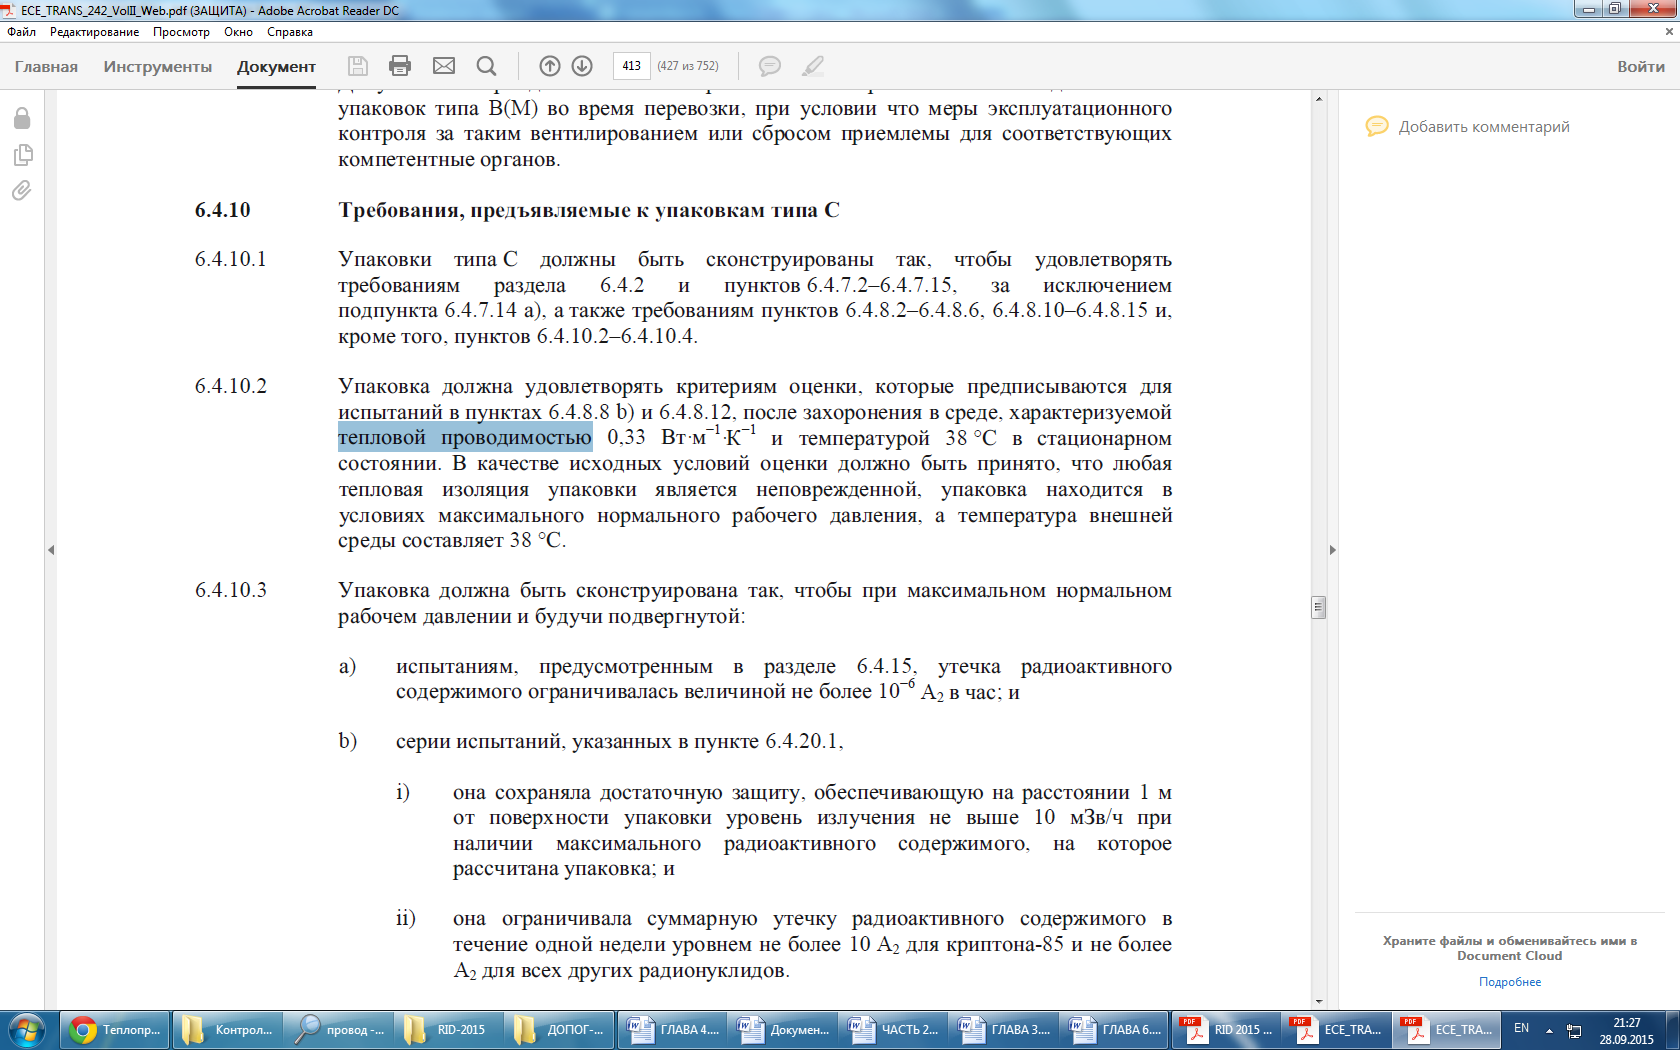 ECE_TRANS_242_VolII_Web.pdf (ЗАЩИТА) - Adobe Acrobat Reader DC
Файл Редактирование Просмотр Окно Справка
Главная Инструменты Документ 413 (427 из 752) Войти
упаковок типа B(M) во время перевозки, при условии что меры эксплуатационного
контроля за таким вентилированием или сбросом приемлемы для соответствующих
компетентные органов.
6.4.10 Требования, предъявляемые к упаковкам типа C
6.4.10.1 Упаковки типа C должны быть сконструированы так, чтобы удовлетворять
требованиям раздела 6.4.2 и пунктов 6.4.7.2–6.4.7.15, за исключением
подпункта 6.4.7.14 a), а также требованиям пунктов 6.4.8.2–6.4.8.6, 6.4.8.10–6.4.8.15 и,
кроме того, пунктов 6.4.10.2–6.4.10.4.
6.4.10.2 Упаковка должна удовлетворять критериям оценки, которые предписываются для
испытаний в пунктах 6.4.8.8 b) и 6.4.8.12, после захоронения в среде, характеризуемой
тепловой проводимостью 0,33 Вт·м⁻¹·К⁻¹ и температурой 38 °C в стационарном
состоянии. В качестве исходных условий оценки должно быть принято, что любая
тепловая изоляция упаковки является неповрежденной, упаковка находится в
условиях максимального нормального рабочего давления, а температура внешней
среды составляет 38 °C.
6.4.10.3 Упаковка должна быть сконструирована так, чтобы при максимальном нормальном
рабочем давлении и будучи подвергнутой:
a) испытаниям, предусмотренным в разделе 6.4.15, утечка радиоактивного
содержимого ограничивалась величиной не более 10⁻⁶ A₂ в час; и
b) серии испытаний, указанных в пункте 6.4.20.1,
i) она сохраняла достаточную защиту, обеспечивающую на расстоянии 1 м
от поверхности упаковки уровень излучения не выше 10 мЗв/ч при
наличии максимального радиоактивного содержимого, на которое
рассчитана упаковка; и
ii) она ограничивала суммарную утечку радиоактивного содержимого в
течение одной недели уровнем не более 10 A₂ для криптона-85 и не более
A₂ для всех других радионуклидов.
Добавить комментарий
Храните файлы и обменивайтесь ими в
Document Cloud
Подробнее
Теплопр... Контрол... провод -... RID-2015 ДОПОГ-... ГЛАВА 4.... Докумен... ЧАСТЬ 2... ГЛАВА 3.... ГЛАВА 6.... RID 2015 ... ECE_TRA... ECE_TRA... EN 21:27
28.09.2015